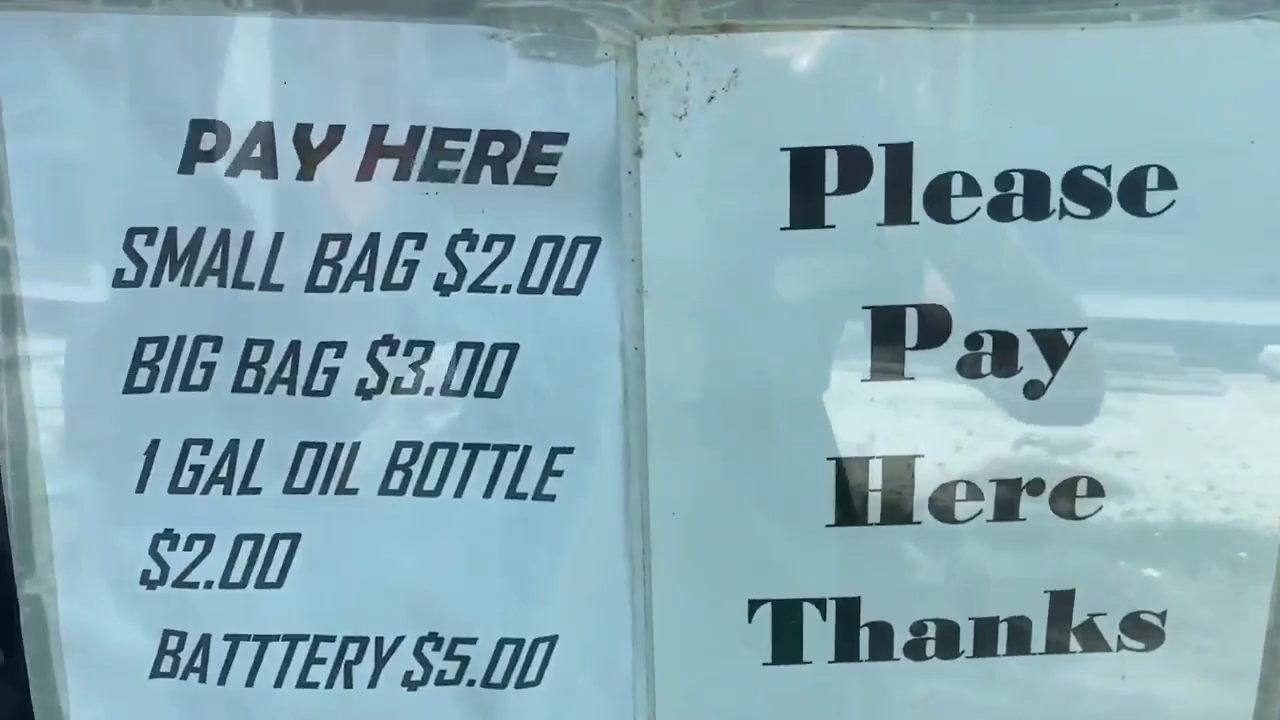 PAY HERE
SMALL BAG $2.00
BIG BAG $3.00
1 GAL OIL BOTTLE
$2.00
BATTTERY $5.00
Please
Pay
Here
Thanks